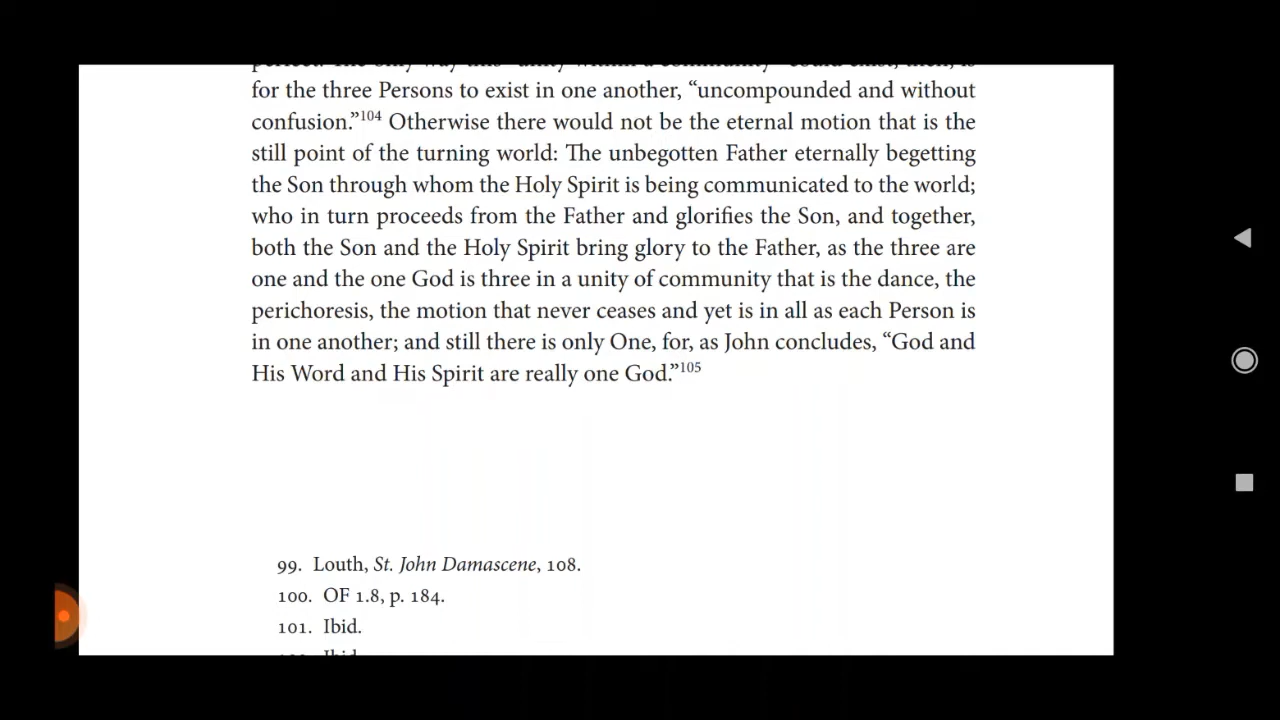 for the three Persons to exist in one another, “uncompounded and without
confusion.”104 Otherwise there would not be the eternal motion that is the
still point of the turning world: The unbegotten Father eternally begetting
the Son through whom the Holy Spirit is being communicated to the world;
who in turn proceeds from the Father and glorifies the Son, and together,
both the Son and the Holy Spirit bring glory to the Father, as the three are
one and the one God is three in a unity of community that is the dance, the
perichoresis, the motion that never ceases and yet is in all as each Person is
in one another; and still there is only One, for, as John concludes, “God and
His Word and His Spirit are really one God.”105
99. Louth, St. John Damascene, 108.
100. OF 1.8, p. 184.
101. Ibid.